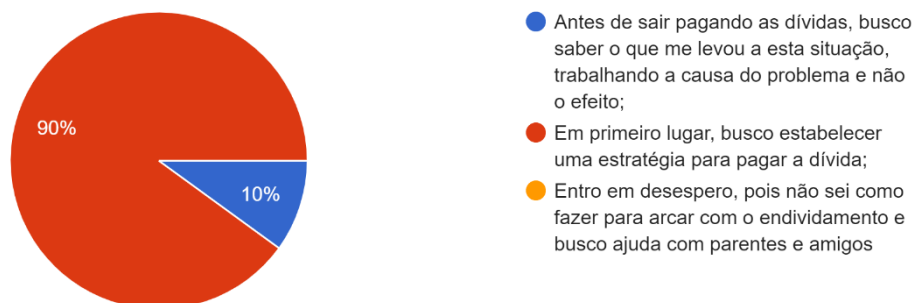 90%
10%
Antes de sair pagando as dívidas, busco
saber o que me levou a esta situação,
trabalhando a causa do problema e não
o efeito;
Em primeiro lugar, busco estabelecer
uma estratégia para pagar a dívida;
Entro em desespero, pois não sei como
fazer para arcar com o endividamento e
busco ajuda com parentes e amigos